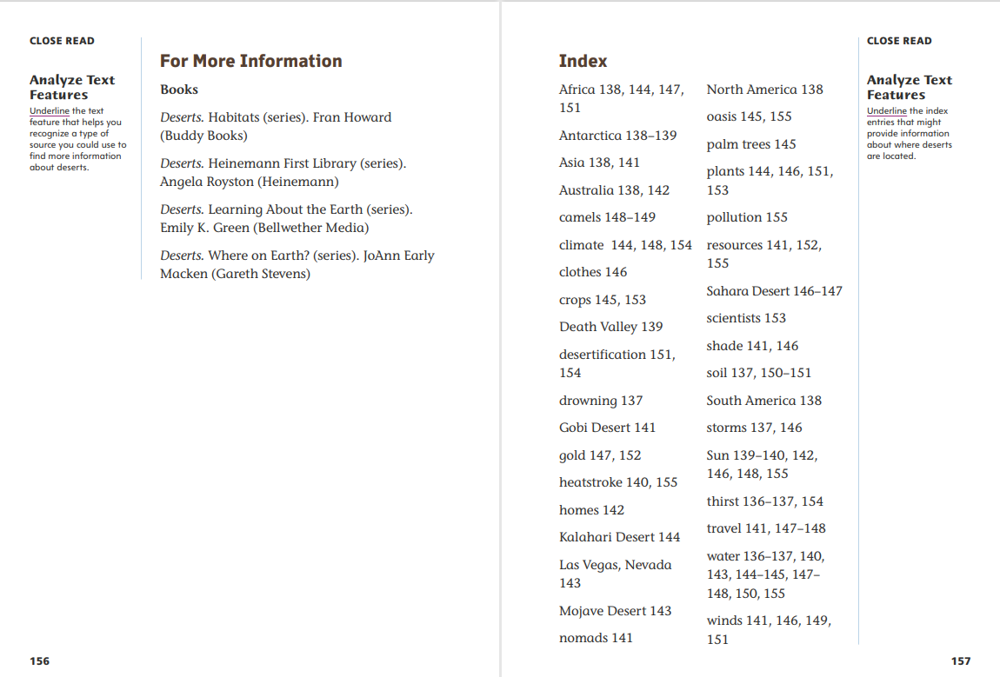 CLOSE READ
Analyze Text
Features
Underline the text
feature that helps you
recognize a type of
source you could use to
find more information
about deserts.
For More Information
Books
Deserts. Habitats (series). Fran Howard
(Buddy Books)
Deserts. Heinemann First Library (series).
Angela Royston (Heinemann)
Deserts. Learning About the Earth (series).
Emily K. Green (Bellwether Media)
Deserts. Where on Earth? (series). JoAnn Early
Macken (Gareth Stevens)
156
Index
Africa 138, 144, 147,
151
Antarctica 138–139
Asia 138, 141
Australia 138, 142
camels 148–149
climate 144, 148, 154
clothes 146
crops 145, 153
Death Valley 139
desertification 151,
154
drowning 137
Gobi Desert 141
gold 147, 152
heatstroke 140, 155
homes 142
Kalahari Desert 144
Las Vegas, Nevada
143
Mojave Desert 143
nomads 141
North America 138
oasis 145, 155
palm trees 145
plants 144, 146, 151,
153
pollution 155
resources 141, 152,
155
Sahara Desert 146–147
scientists 153
shade 141, 146
soil 137, 150–151
South America 138
storms 137, 146
Sun 139–140, 142,
146, 148, 155
thirst 136–137, 154
travel 141, 147–148
water 136–137, 140,
143, 144–145, 147–
148, 150, 155
winds 141, 146, 149,
151
CLOSE READ
Analyze Text
Features
Underline the index
entries that might
provide information
about where deserts
are located.
157